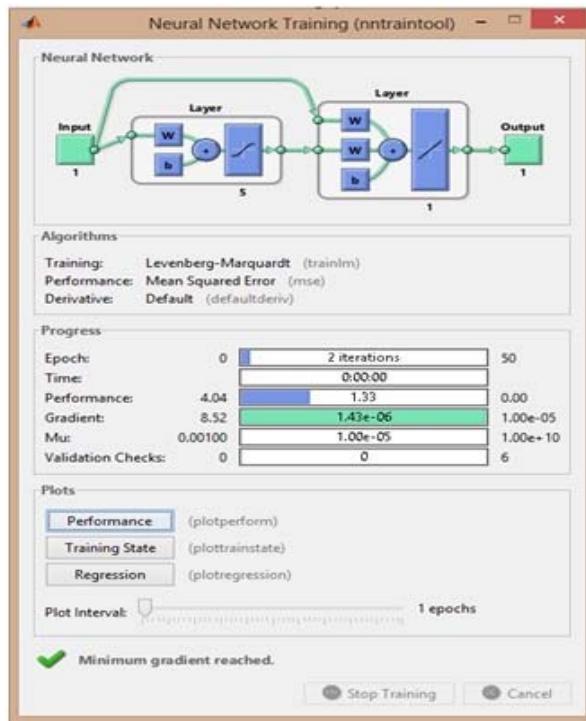 Neural Network Training (nntraintool)
Neural Network
Layer
Layer
Input
W
W
Output
b
+
W
+
1
b
1
5
1
Algorithms
Training: Levenberg-Marquardt (trainlm)
Performance: Mean Squared Error (mse)
Derivative: Default (defaultderiv)
Progress
Epoch: 0 2 iterations 50
Time: 0:00:00
Performance: 4.04 1.33 0.00
Gradient: 8.52 1.43e-06 1.00e-05
Mu: 0.00100 1.00e-05 1.00e+10
Validation Checks: 0 0 6
Plots
Performance (plotperform)
Training State (plottrainstate)
Regression (plotregression)
Plot Interval: 1 epochs
Minimum gradient reached.
Stop Training Cancel